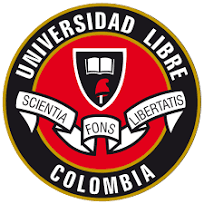 UNIVERSIDAD LIBRE
SCIENTIA
FONS
LIBERTATIS
COLOMBIA